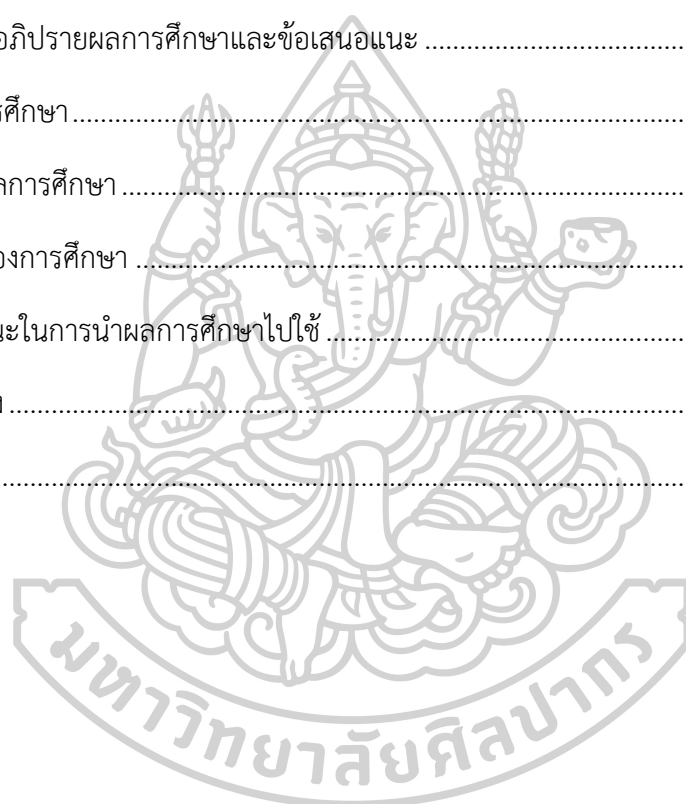 อภิปรายผลการศึกษาและข้อเสนอแนะ ................................
ศึกษา................................................................................
ลการศึกษา........................................................................
องการศึกษา ......................................................................
นะในการนำผลการศึกษาไปใช้ ............................................
.......................................................................................
.......................................................................................
มหาวิทยาลัยศิลปากร